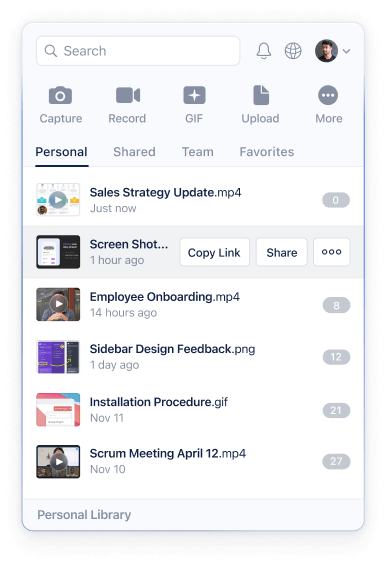 Search
Capture Record GIF Upload More
Personal Shared Team Favorites
Sales Strategy Update.mp4
Just now
0
Screen Shot...
1 hour ago
Copy Link Share ooo
Employee Onboarding.mp4
14 hours ago
8
Sidebar Design Feedback.png
1 day ago
12
Installation Procedure.gif
Nov 11
21
Scrum Meeting April 12.mp4
Nov 10
27
Personal Library